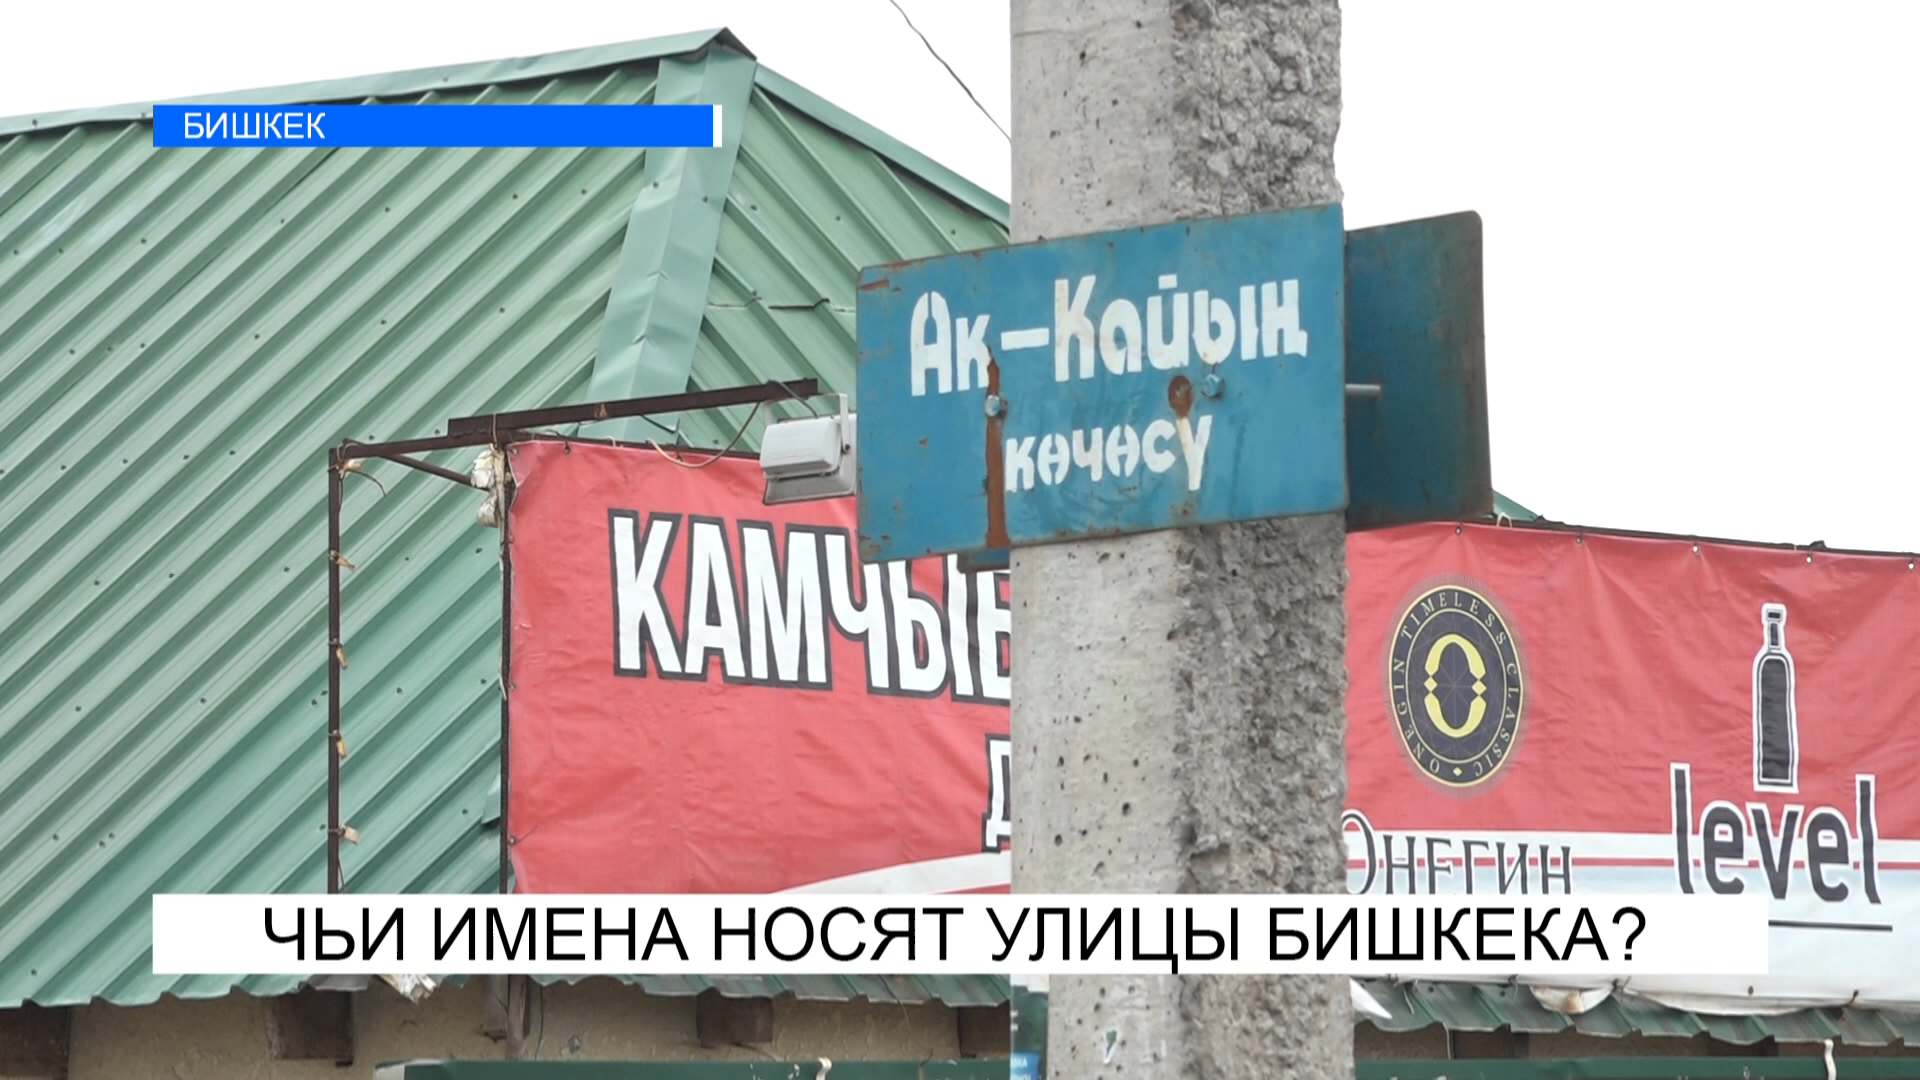 БИШКЕК
Ак-Кайың
көчөсү
КАМЧЫБ
Д
ONEGIN TIMELESS CLASSIC
ОНЕГИН
level
ЧЬИ ИМЕНА НОСЯТ УЛИЦЫ БИШКЕКА?